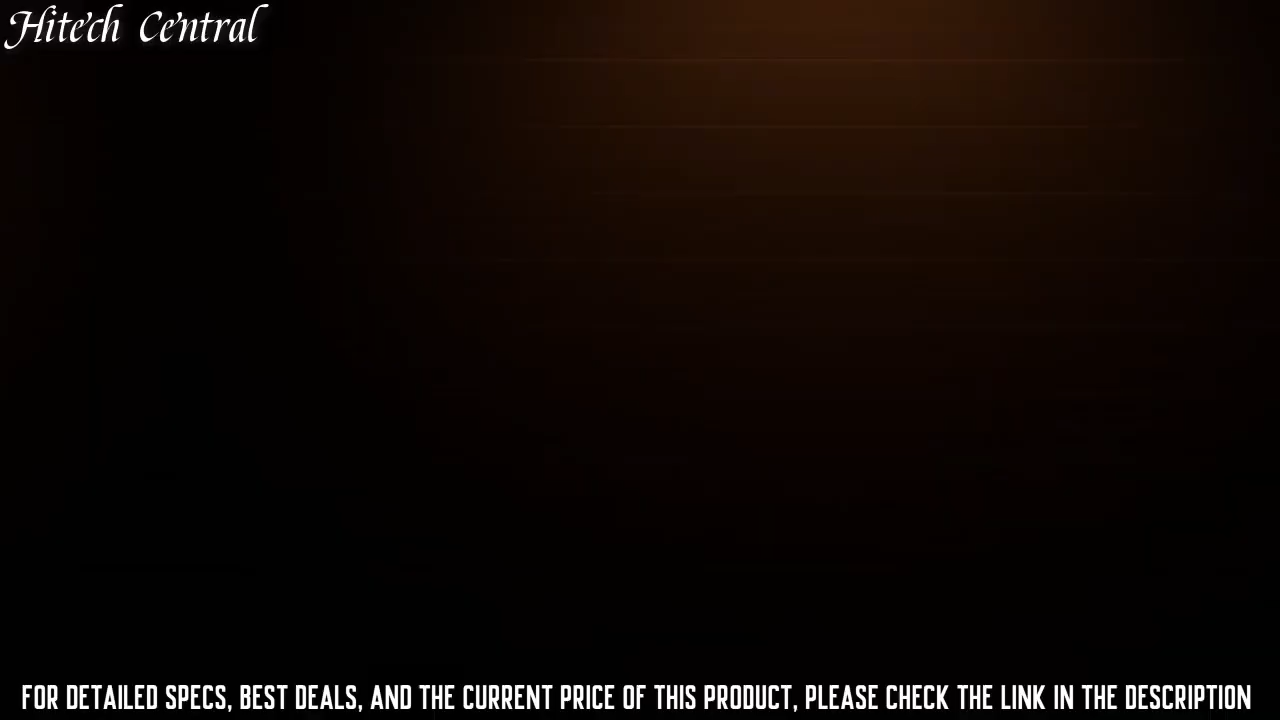 Hitech Central
FOR DETAILED SPECS, BEST DEALS, AND THE CURRENT PRICE OF THIS PRODUCT, PLEASE CHECK THE LINK IN THE DESCRIPTION